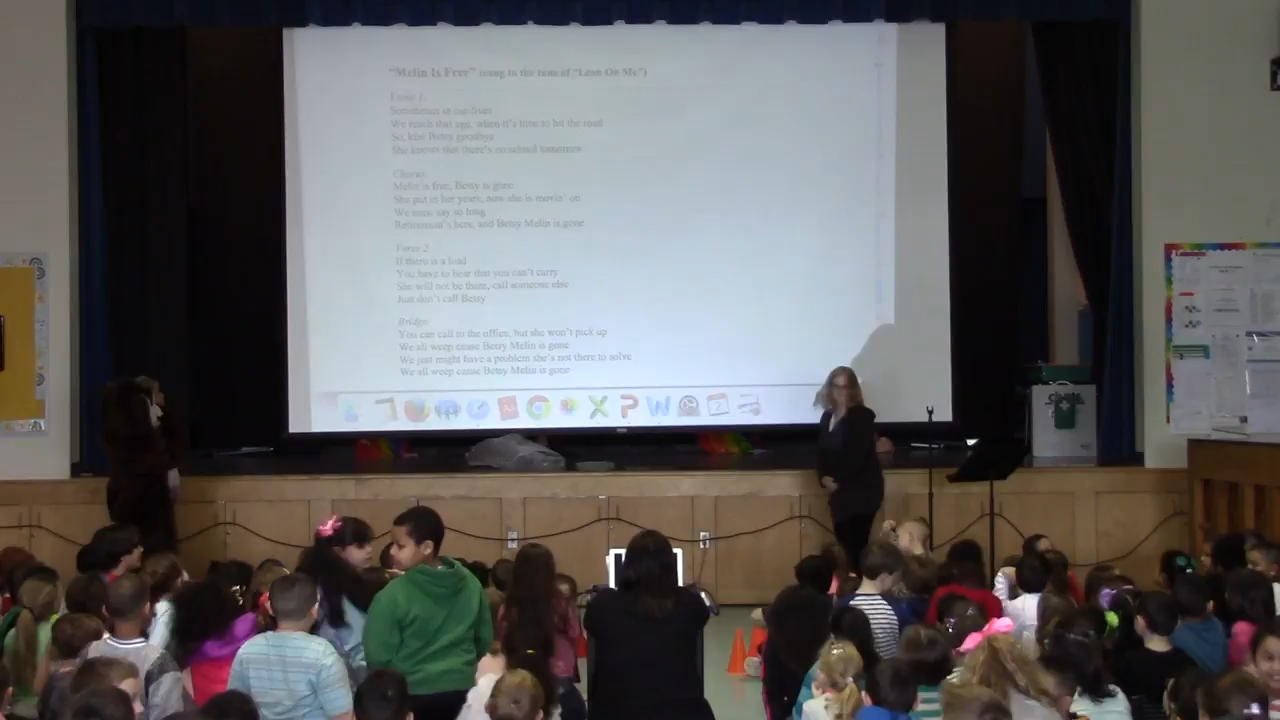 "Melin Is Free" (sung to the tune of "Lean On Me")
Verse 1:
Sometimes in our lives
We reach that age, when it's time to hit the road
So, kiss Betsy goodbye
She knows that there's no school tomorrow
Chorus:
Melin is free, Betsy is gone
She put in her years, now she is movin' on
We must say so long
Retirement's here, and Betsy Melin is gone
Verse 2
If there is a load
You have to bear that you can't carry
She will not be there, call someone else
Just don't call Betsy
Bridge:
You can call to the office, but she won't pick up
We all weep cause Betsy Melin is gone
We just might have a problem she's not there to solve
We all weep cause Betsy Melin is gone